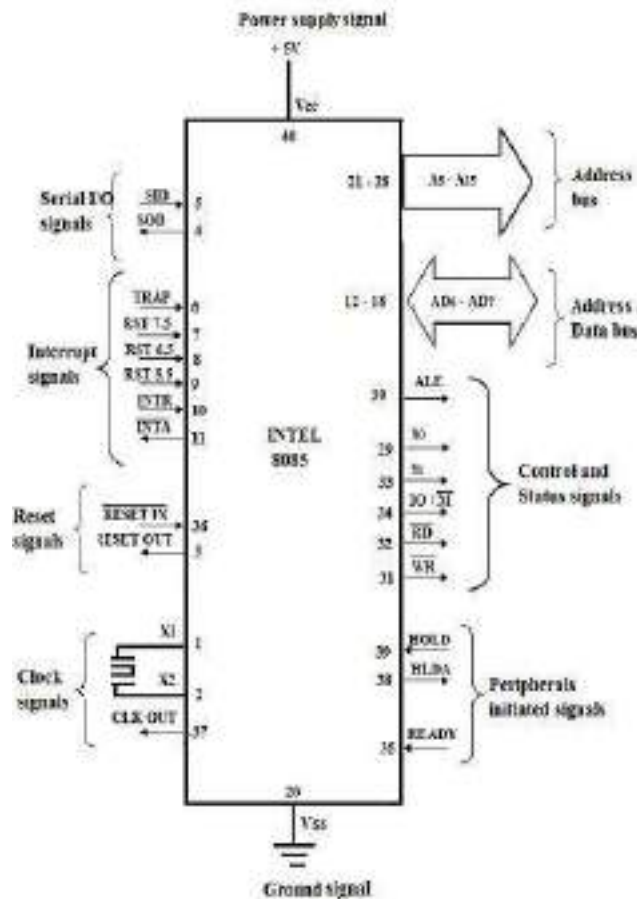 Power supply signal
+ 5V
Vcc
40
21 - 28
A8 - A15
Address
bus
Serial I/O
signals
SID
5
SOD
4
12 - 18
AD0 - AD7
Address
Data bus
Interrupt
signals
TRAP
6
RST 7.5
7
RST 6.5
8
RST 5.5
9
INTR
10
INTA
11
INTEL
8085
30
ALE
29
S0
33
S1
34
IO / M
32
RD
31
WR
Control and
Status signals
Reset
signals
RESET IN
36
RESET OUT
3
Clock
signals
X1
1
X2
2
CLK OUT
37
39
HOLD
38
HLDA
35
READY
Peripherals
initiated signals
20
Vss
Ground signal